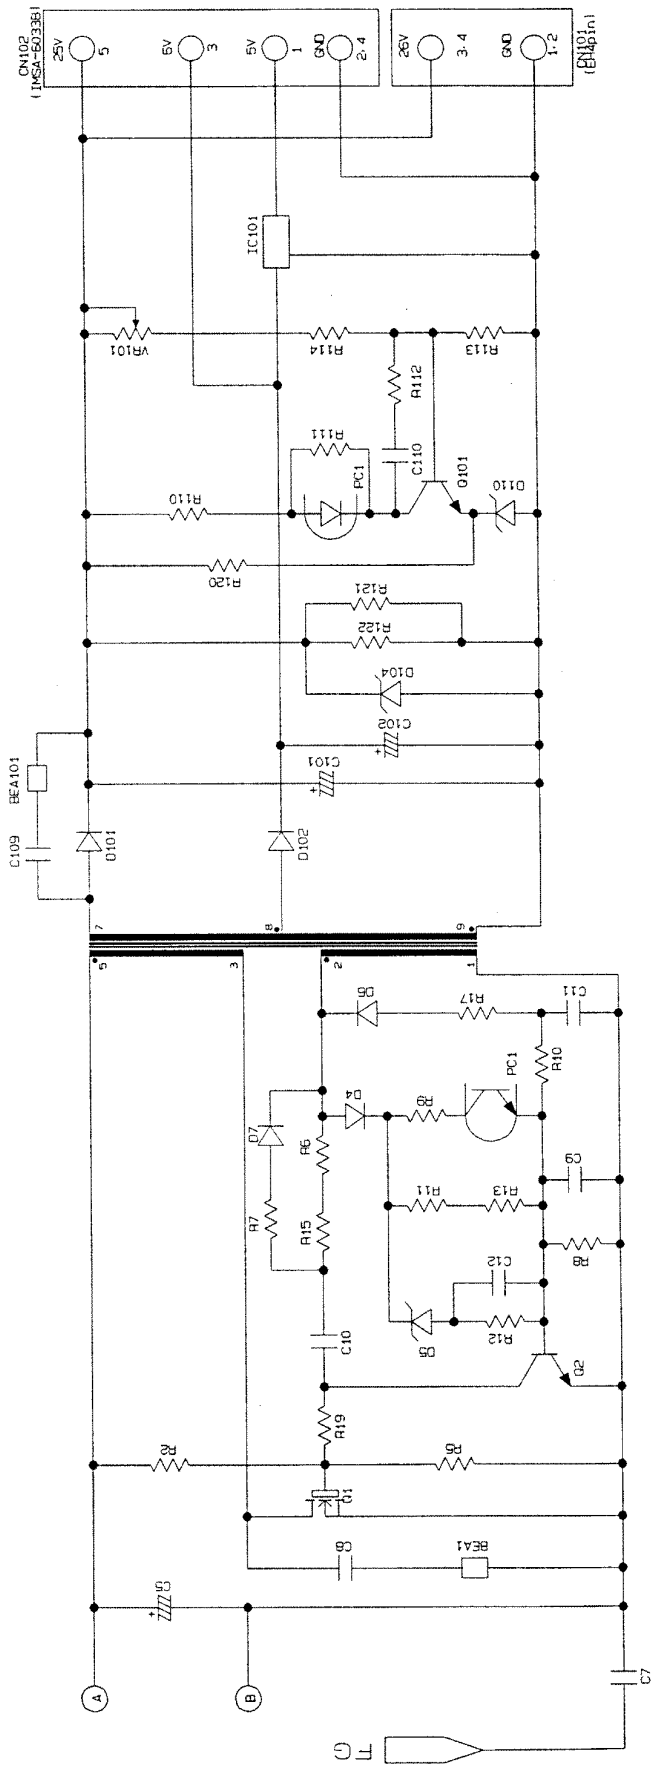 CN102
(IMSA-6033B)
CN101
(EH4pin)
25V
5
6V
3
5V
1
GND
2.4
26V
3.4
GND
1.2
IC101
VR101
R114
R113
R112
R111
C110
PC1
Q101
R110
D110
R120
R121
R122
D104
C102
C101
BEA101
C109
D101
D102
7
8
9
5
3
2
1
D6
R17
C11
R10
D7
D4
R9
PC1
R6
R7
R15
R11
R13
C9
R8
C12
C10
D5
R12
Q2
R19
R2
R5
Q1
C8
BEA1
C5
A
B
C7
FG